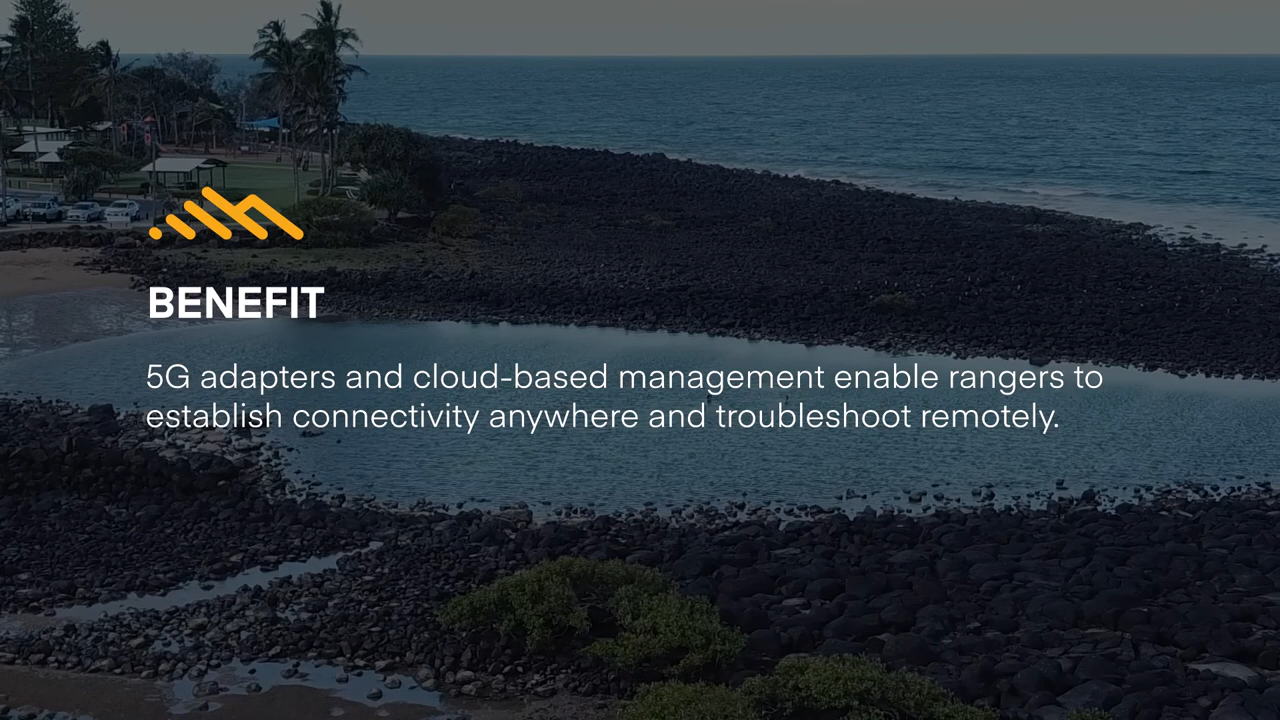 BENEFIT
5G adapters and cloud-based management enable rangers to
establish connectivity anywhere and troubleshoot remotely.